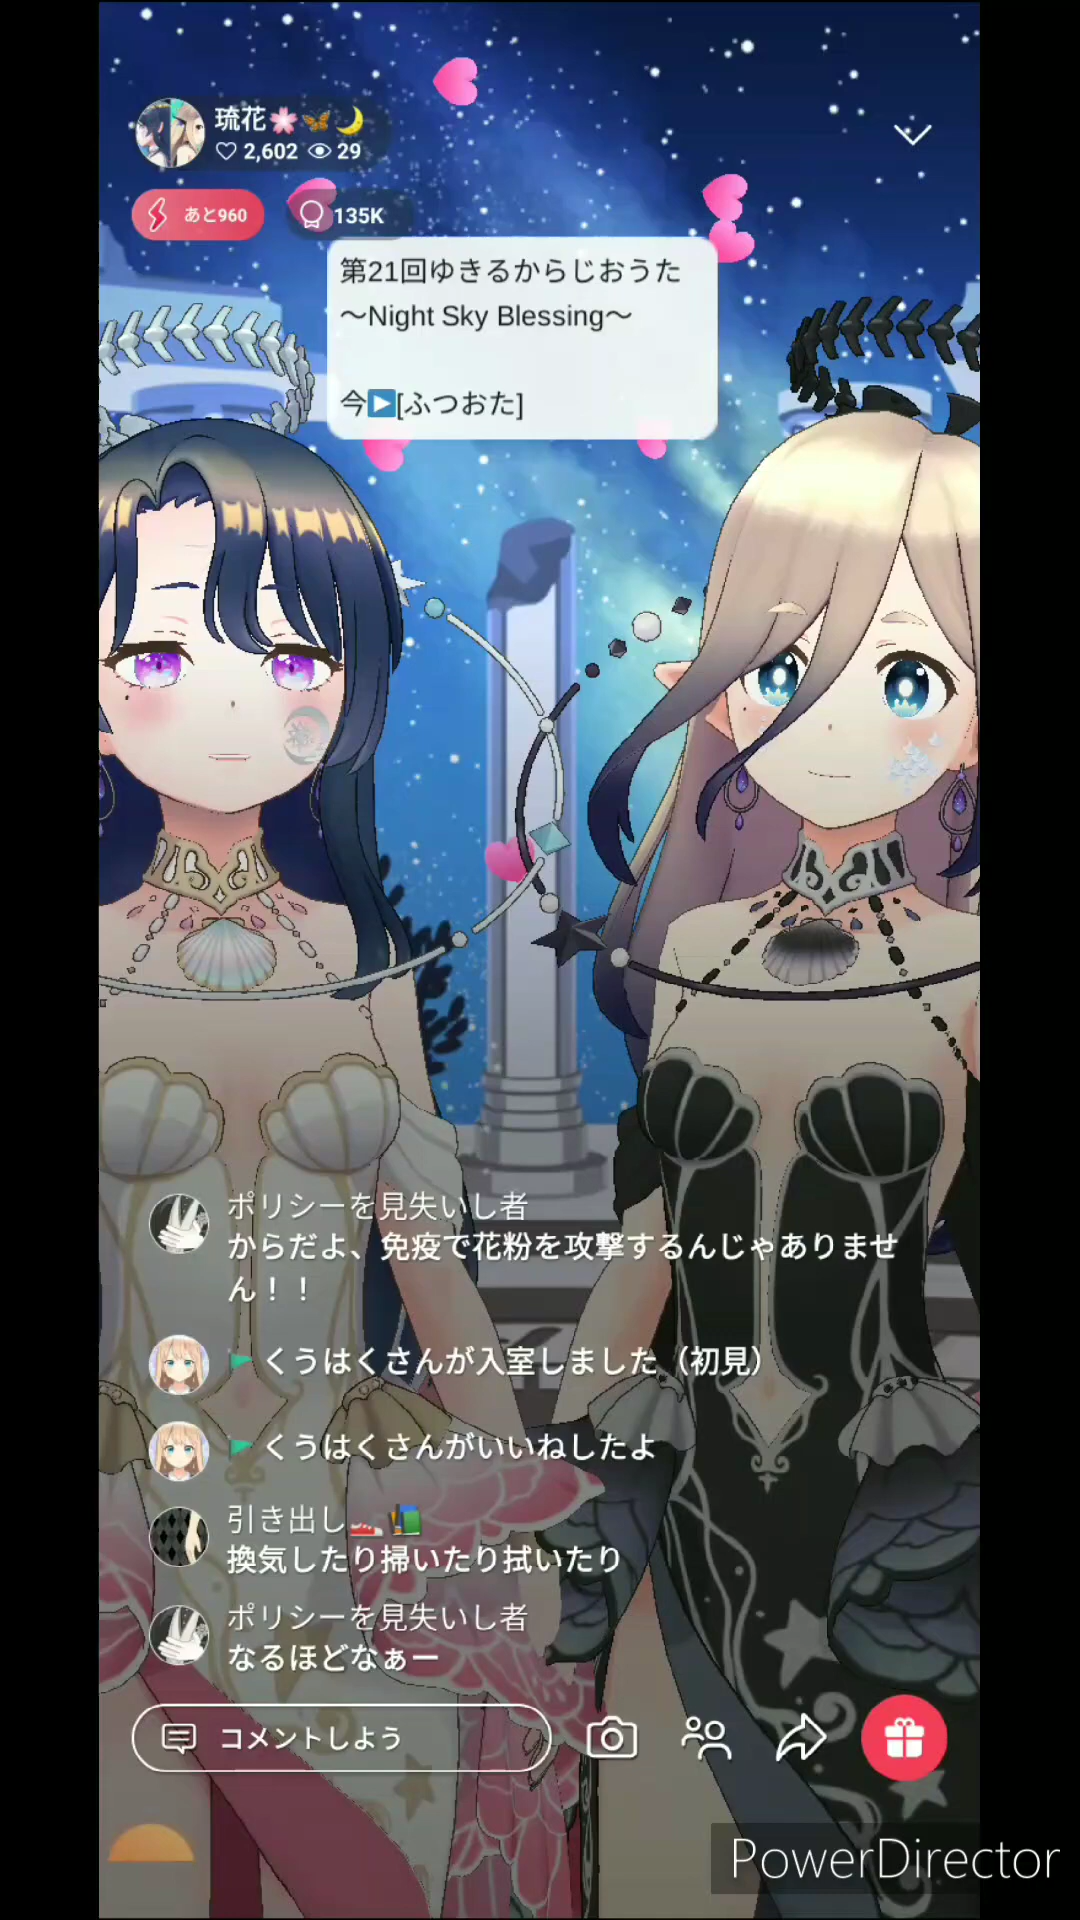 琉花🌸🦋🌙
2,602 29
あと960 135K
第21回ゆきるからじおうた
～Night Sky Blessing～
今▶[ふつおた]
ポリシーを見失いし者
からだよ、免疫で花粉を攻撃するんじゃありませ
ん！！
くうはくさんが入室しました（初見）
くうはくさんがいいねしたよ
引き出し👟📚
換気したり掃いたり拭いたり
ポリシーを見失いし者
なるほどなぁー
コメントしよう
PowerDirector